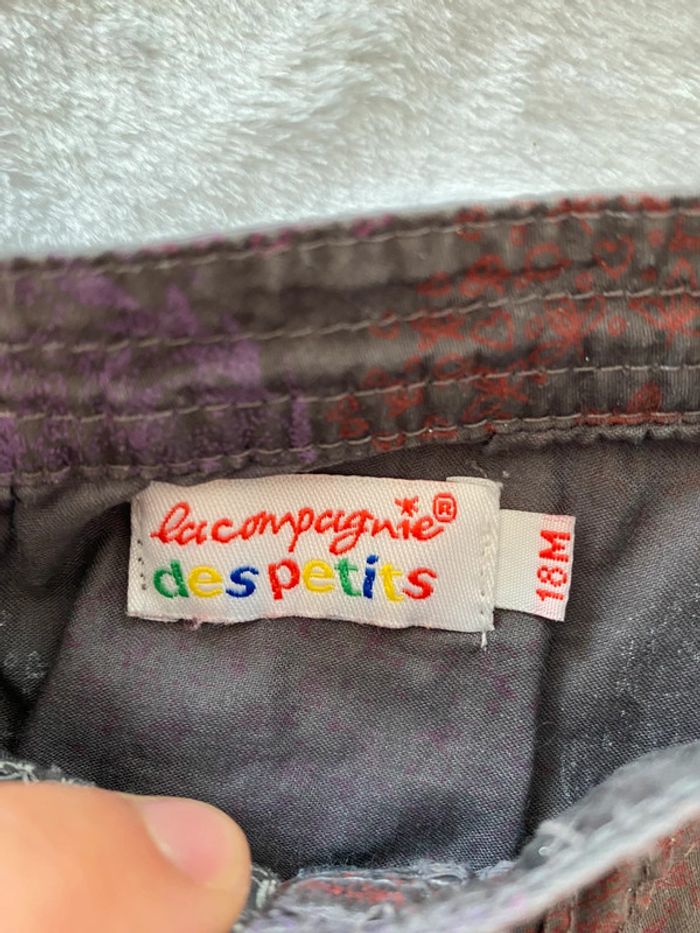 lacompagnie®
despetits
18M